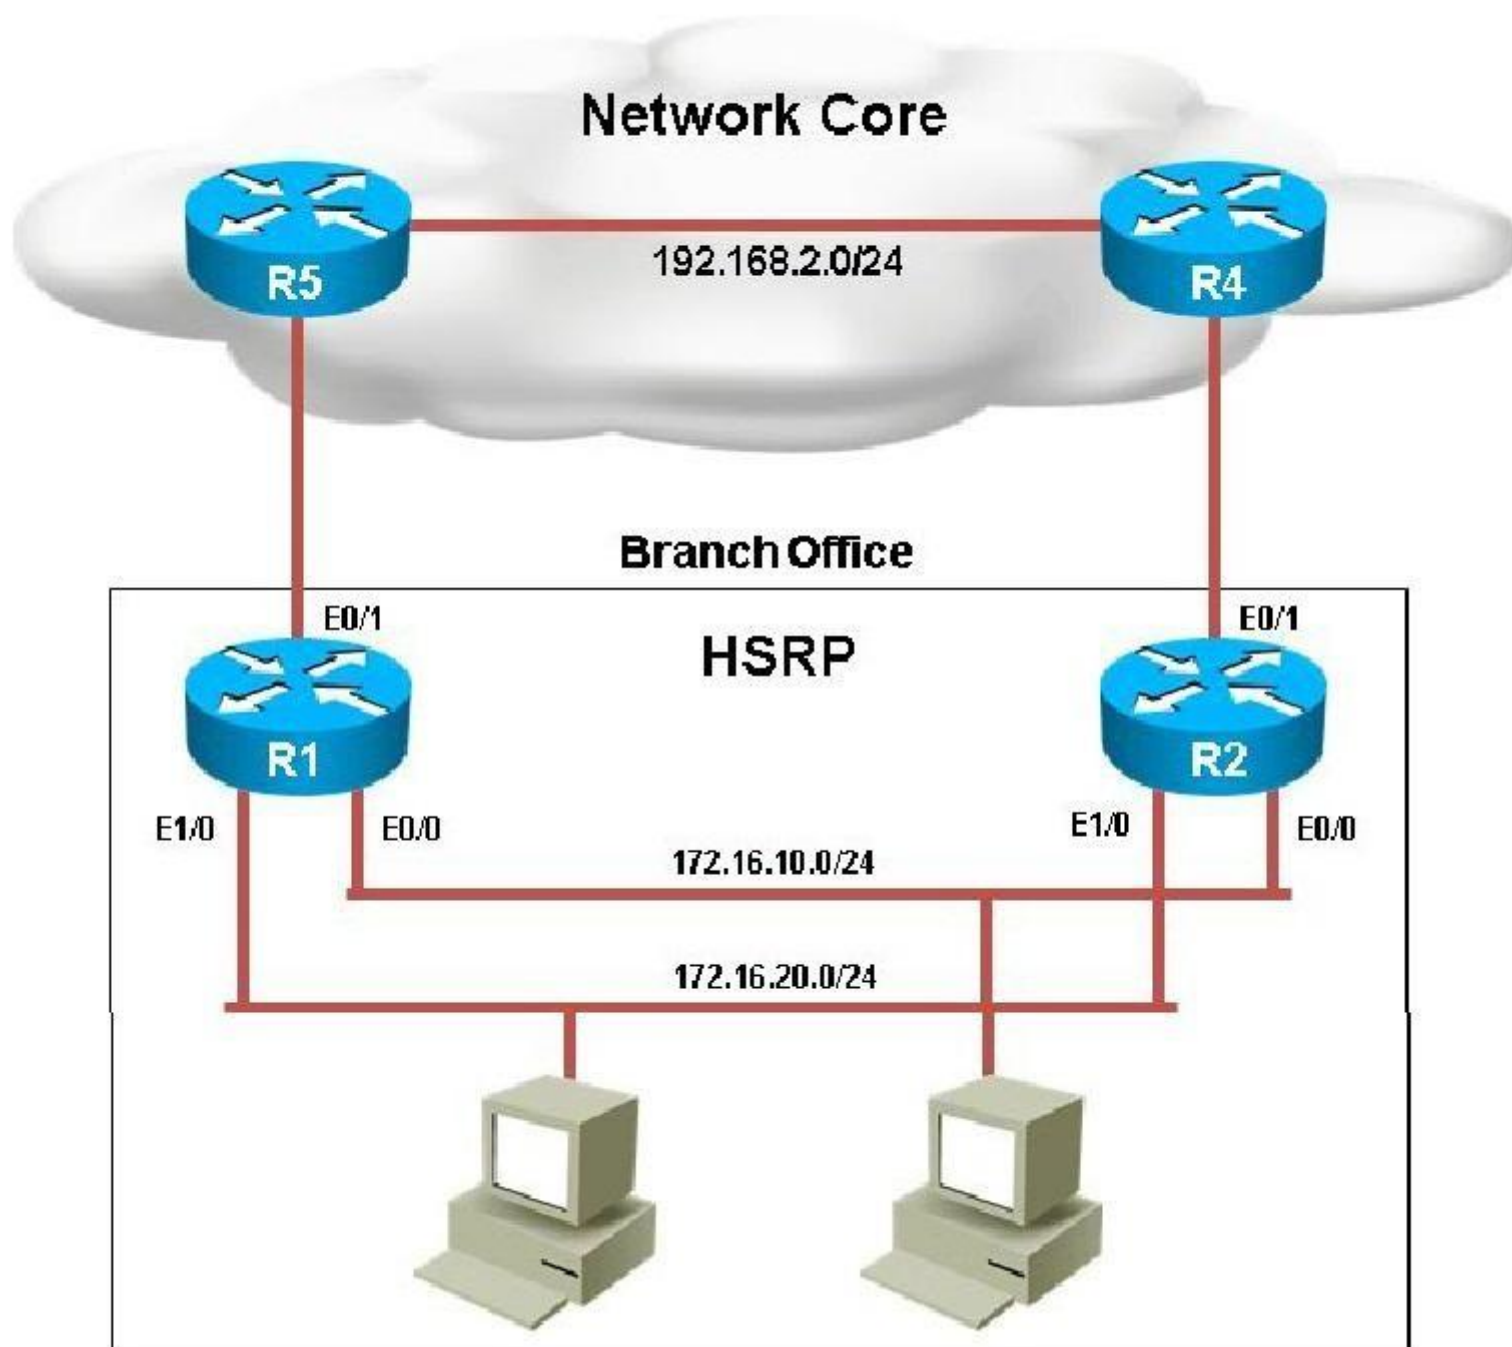 Network Core
R5
192.168.2.0/24
R4
Branch Office
E0/1
HSRP
E0/1
R1
R2
E1/0
E0/0
E1/0
E0/0
172.16.10.0/24
172.16.20.0/24